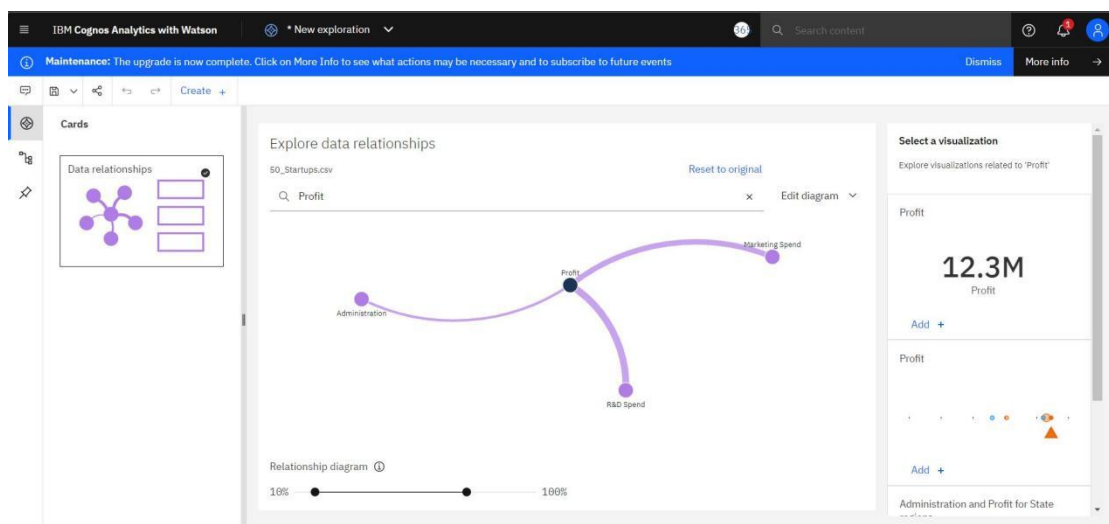 IBM Cognos Analytics with Watson
* New exploration
Search content
1
Maintenance: The upgrade is now complete. Click on More Info to see what actions may be necessary and to subscribe to future events
Dismiss
More info
Create +
Cards
Data relationships
Explore data relationships
50_Startups.csv
Reset to original
Profit
Edit diagram
Marketing Spend
Profit
Administration
R&D Spend
Relationship diagram
10%
100%
Select a visualization
Explore visualizations related to 'Profit'
Profit
12.3M
Profit
Add +
Profit
Add +
Administration and Profit for State